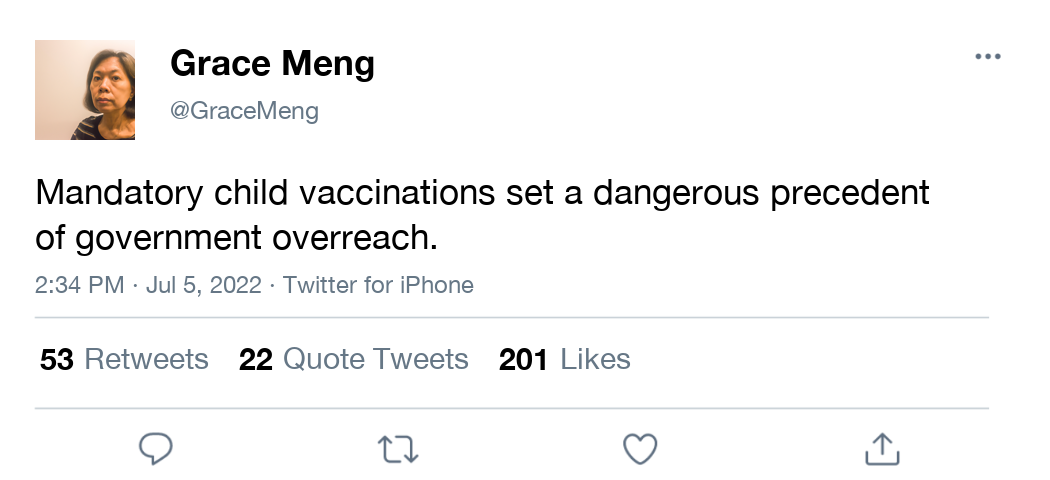 Grace Meng
@GraceMeng
Mandatory child vaccinations set a dangerous precedent
of government overreach.
2:34 PM · Jul 5, 2022 · Twitter for iPhone
53 Retweets 22 Quote Tweets 201 Likes